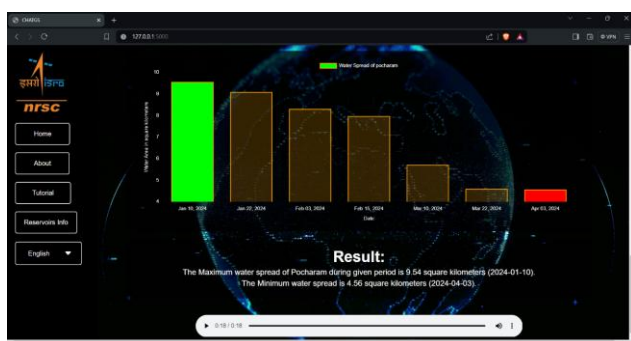 CHATGIS
127.0.0.1:5000
VPN
इसरो isro
nrsc
Home
About
Tutorial
Reservoirs Info
English
Water Spread of pocharam
Water Area in square kilometers
10
9
8
7
6
5
4
Jan 10, 2024
Jan 22, 2024
Feb 03, 2024
Feb 15, 2024
Mar 10, 2024
Mar 22, 2024
Apr 03, 2024
Date
Result:
The Maximum water spread of Pocharam during given period is 9.54 square kilometers (2024-01-10).
The Minimum water spread is 4.56 square kilometers (2024-04-03).
0:18 / 0:18